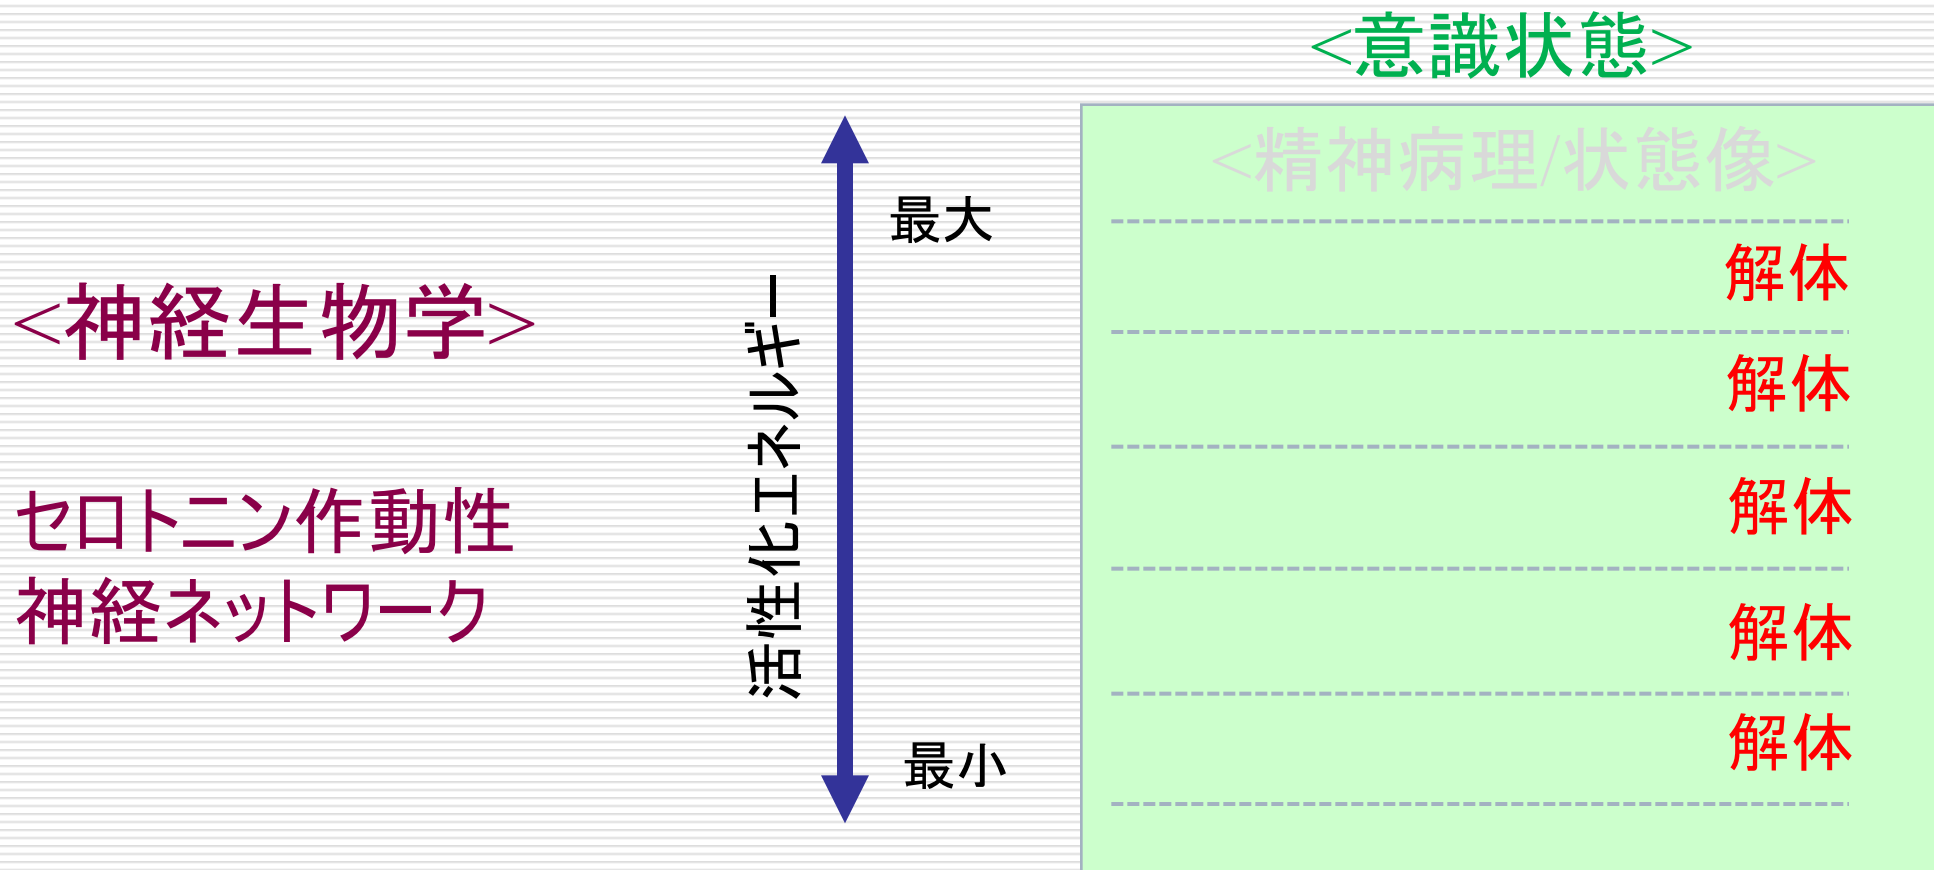 <意識状態>
<精神病理/状態像>
最大
解体
<神経生物学>
解体
活性化エネルギー
セロトニン作動性
神経ネットワーク
解体
解体
最小
解体